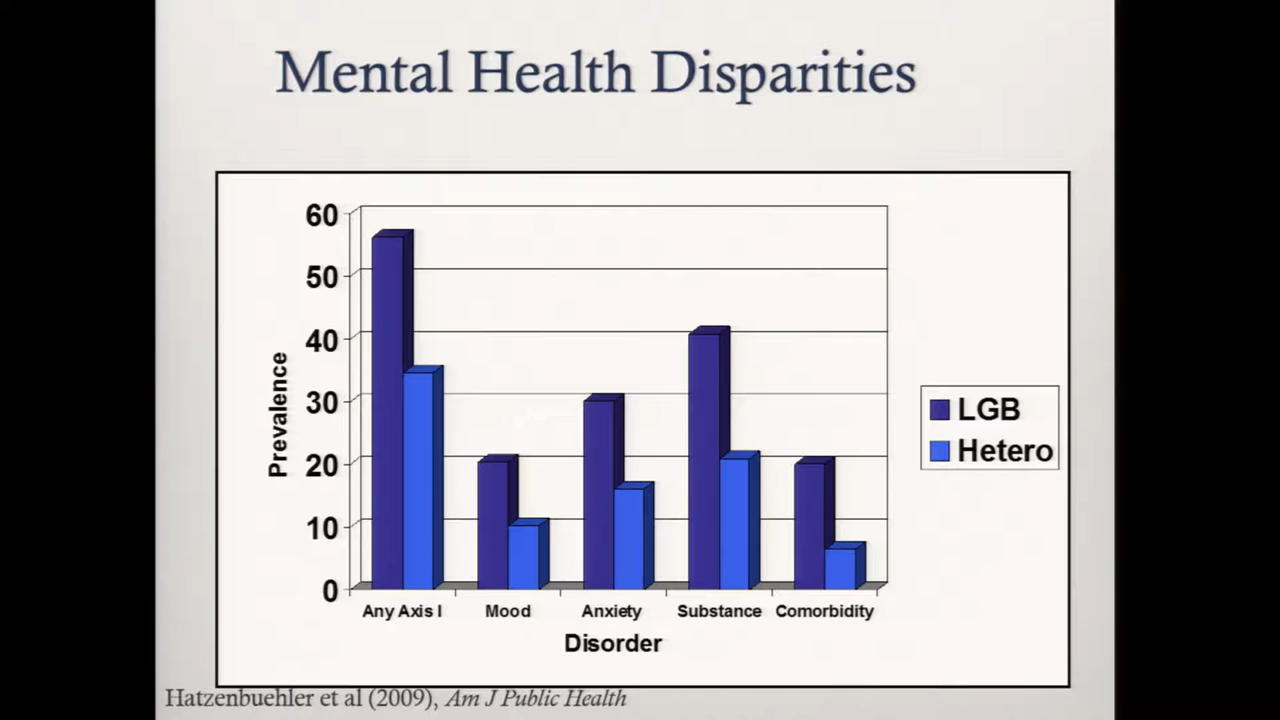 Mental Health Disparities
60
50
40
30
20
10
0
Prevalence
Any Axis I Mood Anxiety Substance Comorbidity
Disorder
LGB
Hetero
Hatzenbuehler et al (2009), Am J Public Health